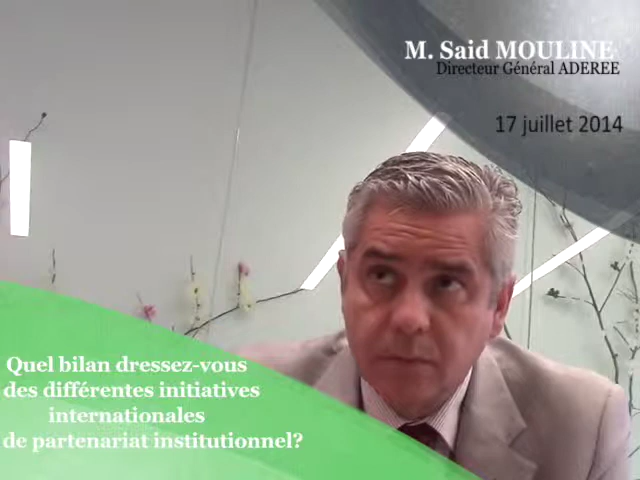 M. Said MOULINE
Directeur Général ADEREE
17 juillet 2014
Quel bilan dressez-vous
des différentes initiatives
internationales
de partenariat institutionnel?